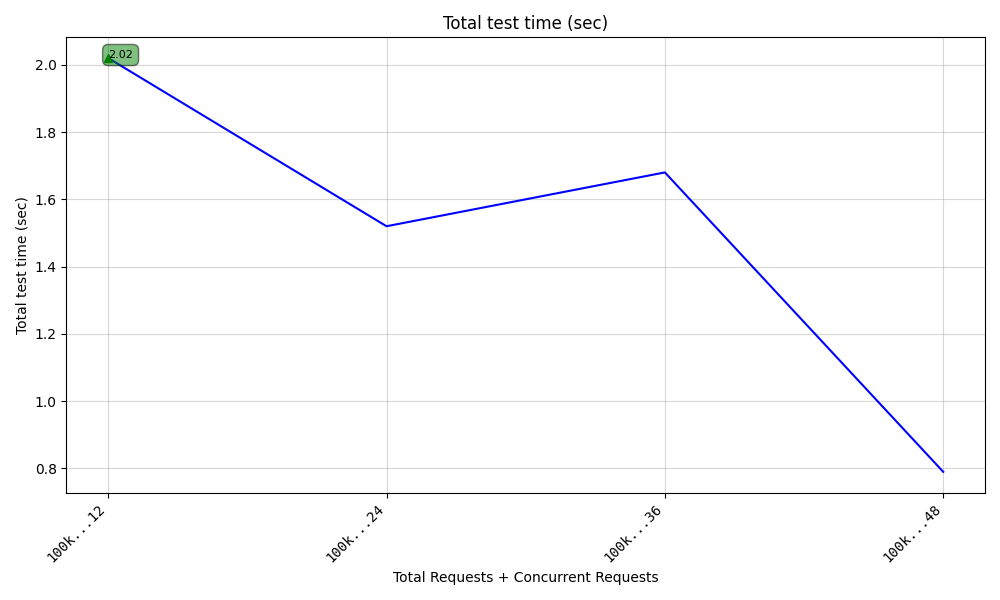 Total test time (sec)
2.02
2.0
1.8
1.6
1.4
1.2
1.0
0.8
Total test time (sec)
100k...12
100k...24
100k...36
100k...48
Total Requests + Concurrent Requests